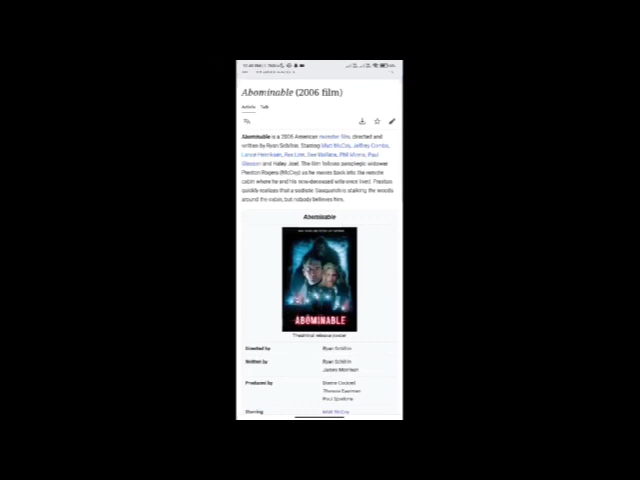 Abominable (2006 film)
Article Talk
Abominable is a 2006 American monster film, directed and
written by Ryan Schifrin. Starring Matt McCoy, Jeffrey Combs,
Lance Henriksen, Rex Linn, Dee Wallace, Phil Morris, Paul
Gleason and Haley Joel. The film follows paraplegic widower
Preston Rogers (McCoy) as he moves back into the remote
cabin where he and his now-deceased wife once lived. Preston
quickly realizes that a sadistic Sasquatch is stalking the woods
around the cabin, but nobody believes him.
Abominable
ABOMINABLE
Theatrical release poster
Directed by Ryan Schifrin
Written by Ryan Schifrin
James Morrison
Produced by
Theresa Eastman
Starring Matt McCoy